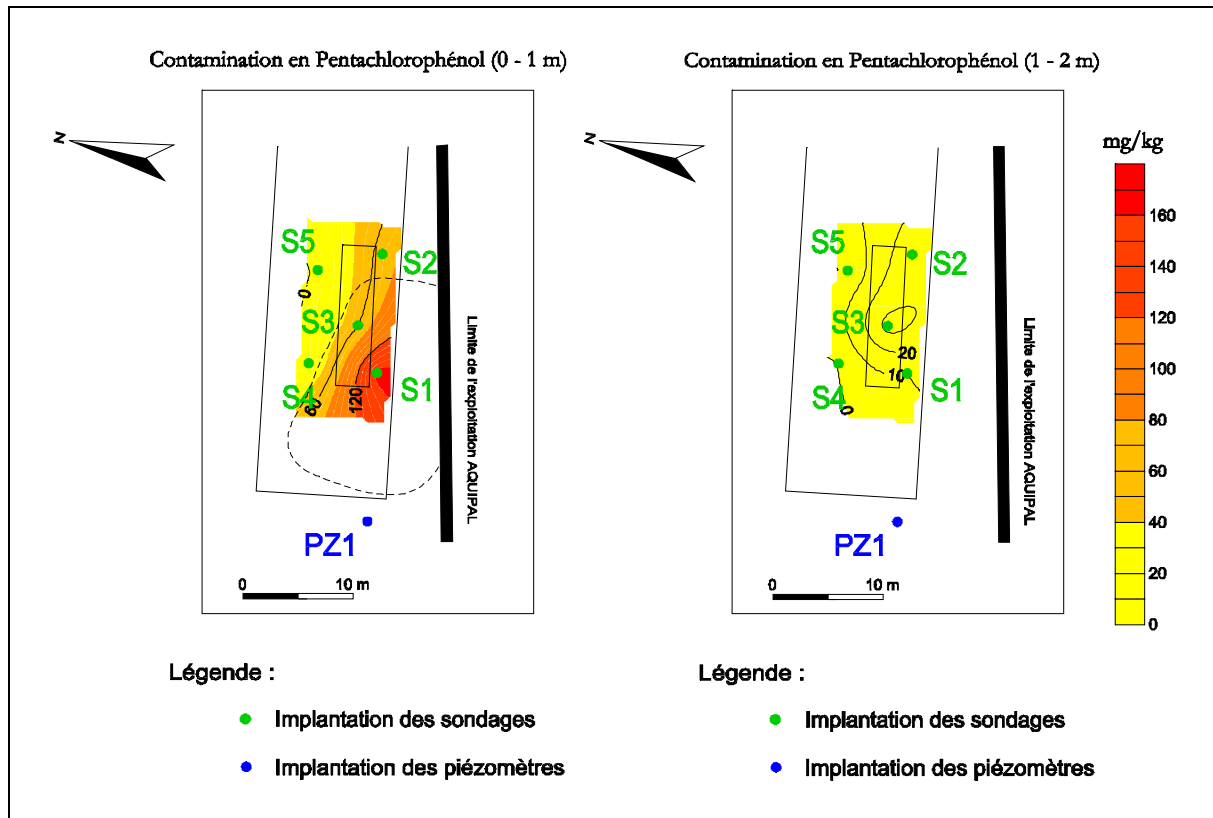 Contamination en Pentachlorophénol (0 - 1 m)
N
S5
S2
0
S3
S4
S1
60
120
Limite de l'exploitation AQUIPAL
PZ1
0 10 m
Légende :
Implantation des sondages
Implantation des piézomètres
Contamination en Pentachlorophénol (1 - 2 m)
N
S5
S2
S3
20
10
S4
S1
0
Limite de l'exploitation AQUIPAL
PZ1
0 10 m
Légende :
Implantation des sondages
Implantation des piézomètres
mg/kg
160
140
120
100
80
60
40
20
0